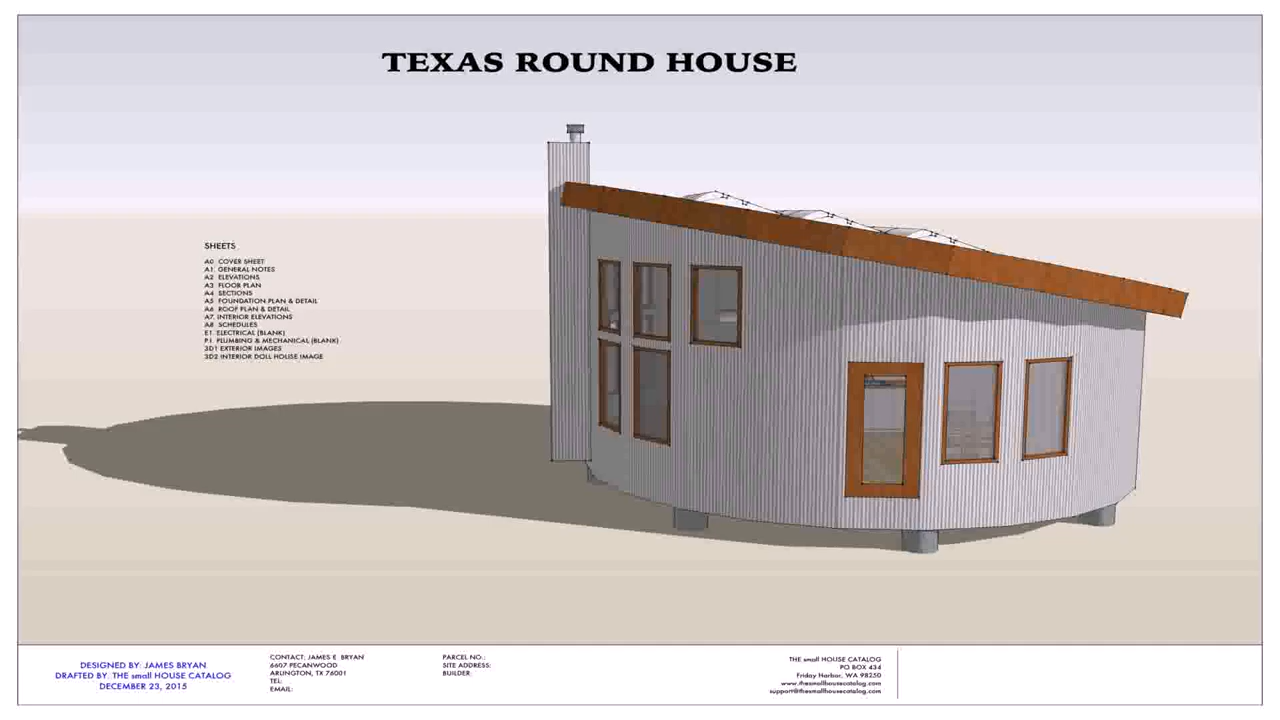 TEXAS ROUND HOUSE
SHEETS
A0 COVER SHEET
A1. GENERAL NOTES
A2 ELEVATIONS
A3 FLOOR PLAN
A4 SECTIONS
A5 FOUNDATION PLAN & DETAIL
A6 ROOF PLAN & DETAIL
A7. INTERIOR ELEVATIONS
A8 SCHEDULES
E1. ELECTRICAL (BLANK)
P.1. PLUMBING & MECHANICAL (BLANK)
3D1 EXTERIOR IMAGES
3D2 INTERIOR DOLL HOUSE IMAGE
DESIGNED BY: JAMES BRYAN
DRAFTED BY: THE small HOUSE CATALOG
DECEMBER 23, 2015
CONTACT: JAMES E BRYAN
6607 PECANWOOD
ARLINGTON, TX 76001
TEL:
EMAIL:
PARCEL NO.:
SITE ADDRESS:
BUILDER:
THE small HOUSE CATALOG
PO BOX 434
Friday Harbor, WA 98250
www.thesmallhousecatalog.com
support@thesmallhousecatalog.com